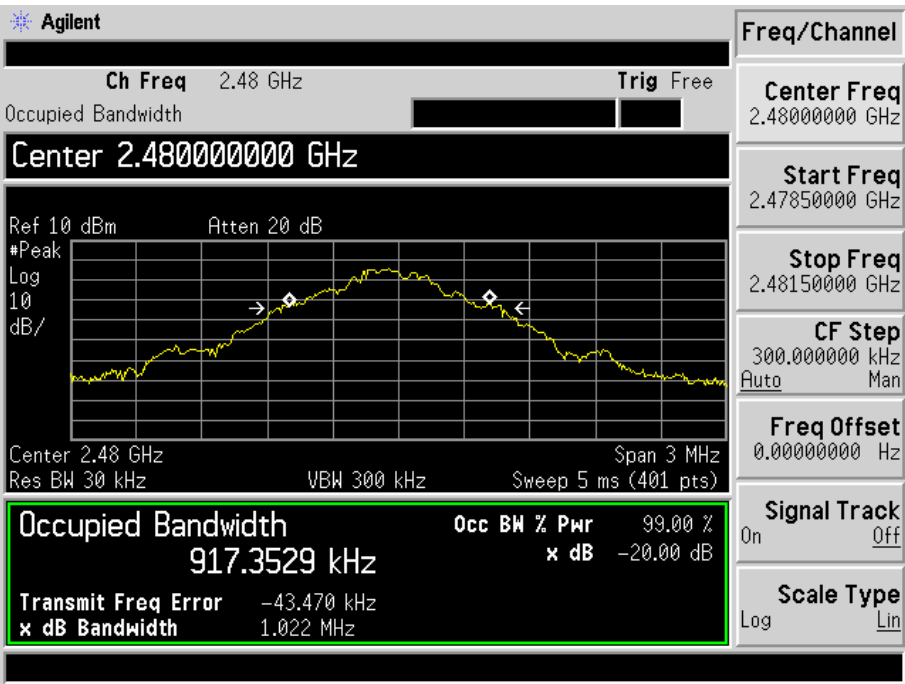 Agilent
Ch Freq 2.48 GHz Trig Free
Occupied Bandwidth
Center 2.480000000 GHz
Ref 10 dBm Atten 20 dB
#Peak
Log
10
dB/
Center 2.48 GHz Span 3 MHz
Res BW 30 kHz VBW 300 kHz Sweep 5 ms (401 pts)
Occupied Bandwidth Occ BW % Pwr 99.00 %
917.3529 kHz x dB -20.00 dB
Transmit Freq Error -43.470 kHz
x dB Bandwidth 1.022 MHz
Freq/Channel
Center Freq
2.48000000 GHz
Start Freq
2.47850000 GHz
Stop Freq
2.48150000 GHz
CF Step
300.000000 kHz
Auto Man
Freq Offset
0.00000000 Hz
Signal Track
On Off
Scale Type
Log Lin